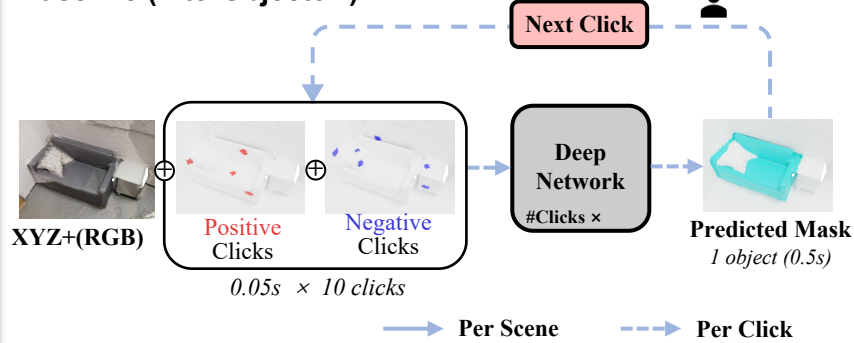 Next Click
Deep
Network
#Clicks ×
XYZ+(RGB)
Positive
Clicks
Negative
Clicks
Predicted Mask
1 object (0.5s)
0.05s × 10 clicks
Per Scene
Per Click